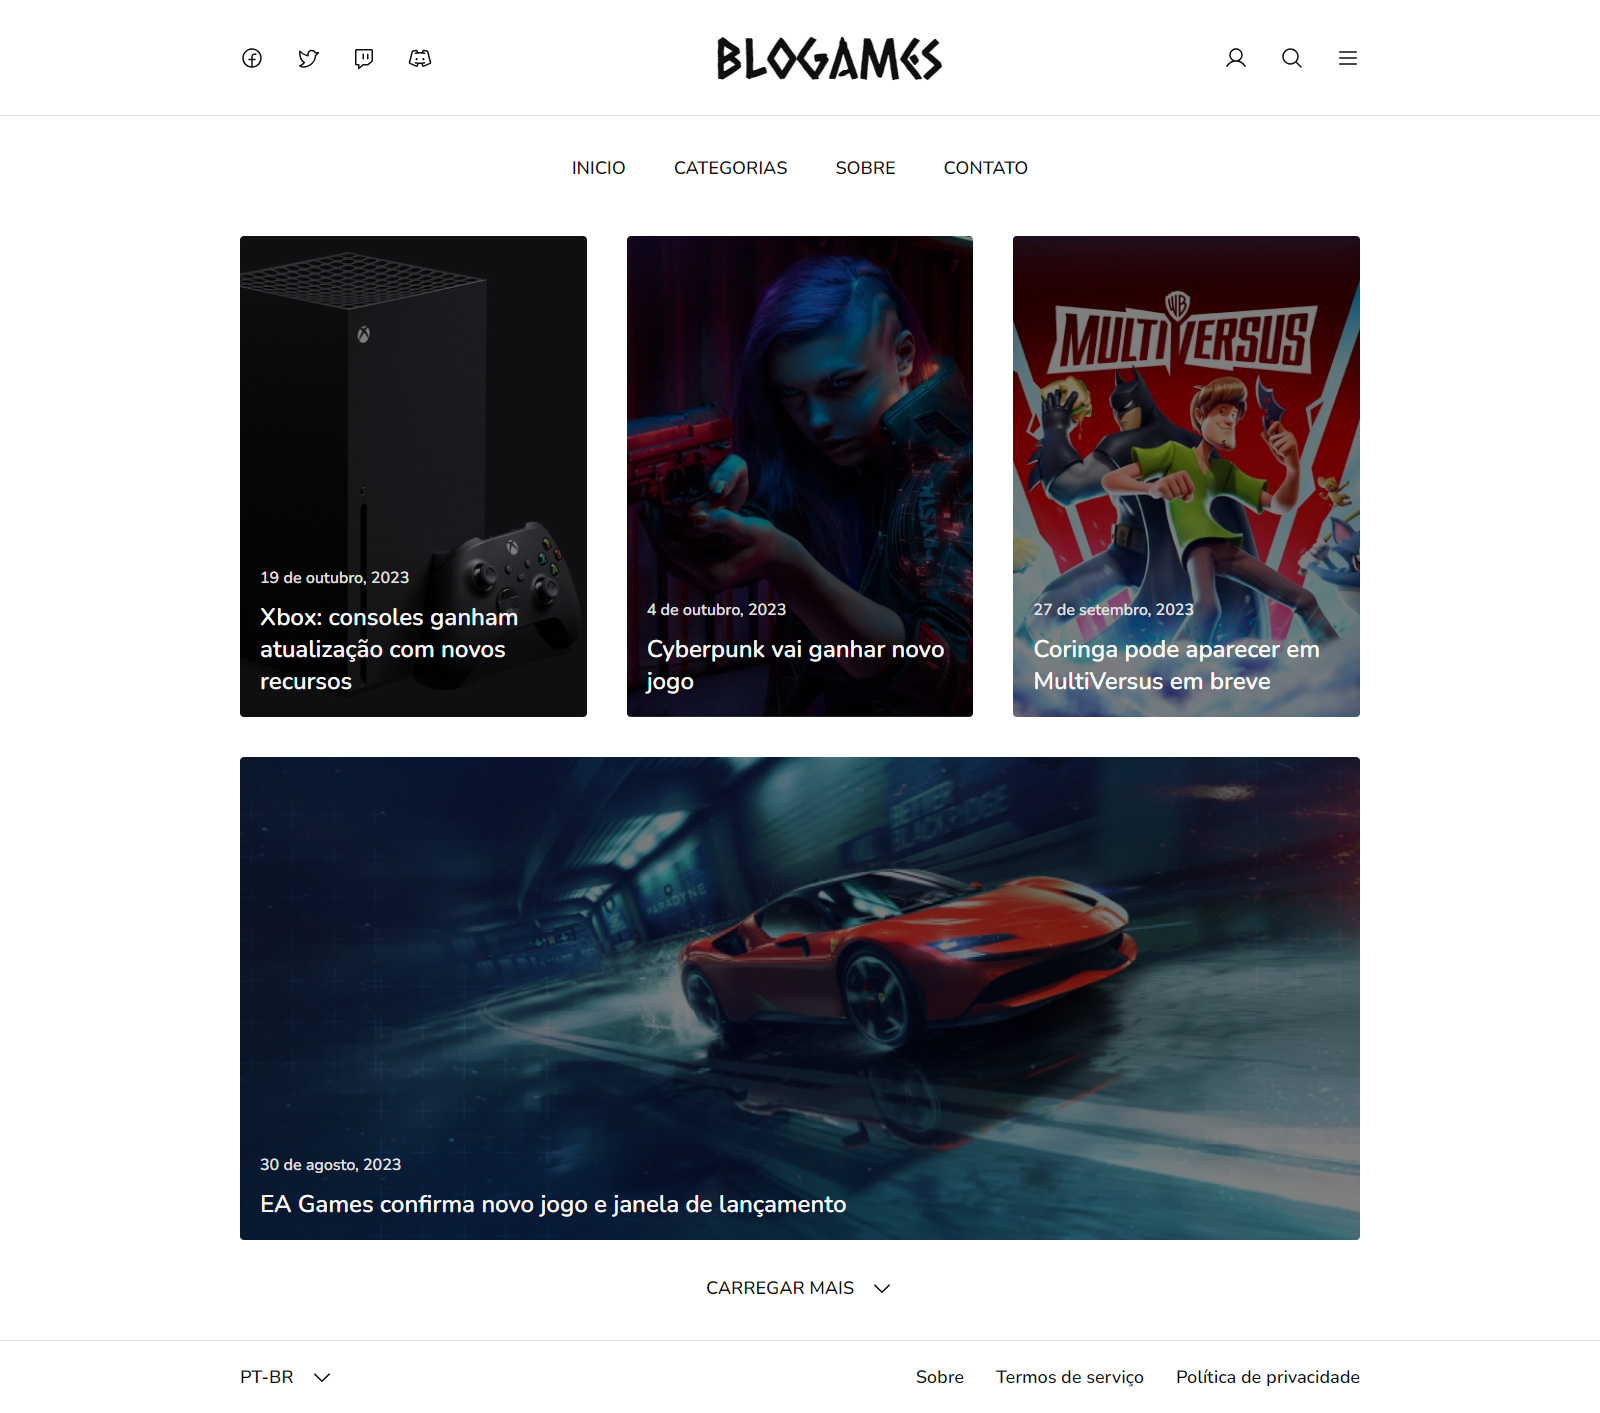 BLOGAMES
INICIO CATEGORIAS SOBRE CONTATO
19 de outubro, 2023
Xbox: consoles ganham
atualização com novos
recursos
4 de outubro, 2023
Cyberpunk vai ganhar novo
jogo
WB
MULTIVERSUS
27 de setembro, 2023
Coringa pode aparecer em
MultiVersus em breve
BLACKRIDGE
PARADYNE
30 de agosto, 2023
EA Games confirma novo jogo e janela de lançamento
CARREGAR MAIS
PT-BR
Sobre Termos de serviço Política de privacidade